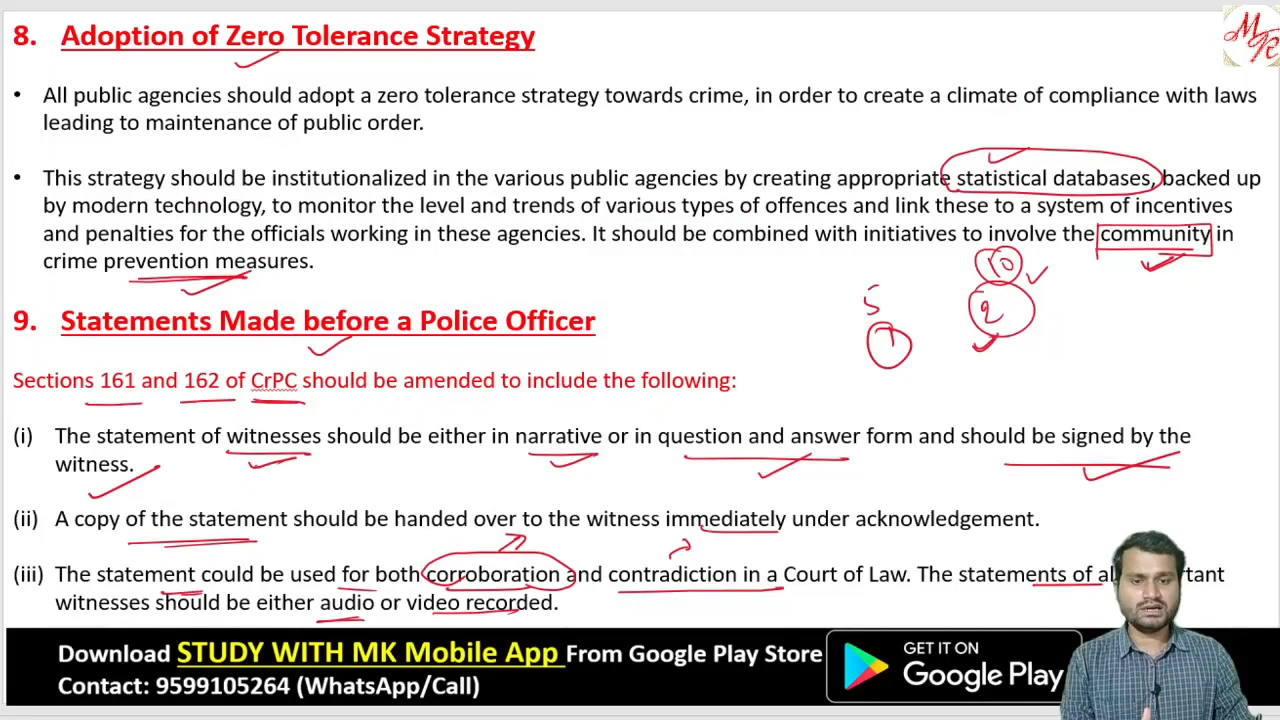 8. Adoption of Zero Tolerance Strategy
MK
• All public agencies should adopt a zero tolerance strategy towards crime, in order to create a climate of compliance with laws
leading to maintenance of public order.
• This strategy should be institutionalized in the various public agencies by creating appropriate statistical databases, backed up
by modern technology, to monitor the level and trends of various types of offences and link these to a system of incentives
and penalties for the officials working in these agencies. It should be combined with initiatives to involve the community in
crime prevention measures.
10
5 2
1
9. Statements Made before a Police Officer
Sections 161 and 162 of CrPC should be amended to include the following:
(i) The statement of witnesses should be either in narrative or in question and answer form and should be signed by the
witness.
(ii) A copy of the statement should be handed over to the witness immediately under acknowledgement.
(iii) The statement could be used for both corroboration and contradiction in a Court of Law. The statements of
witnesses should be either audio or video recorded.
Download STUDY WITH MK Mobile App From Google Play Store
Contact: 9599105264 (WhatsApp/Call)
GET IT ON
Google Play